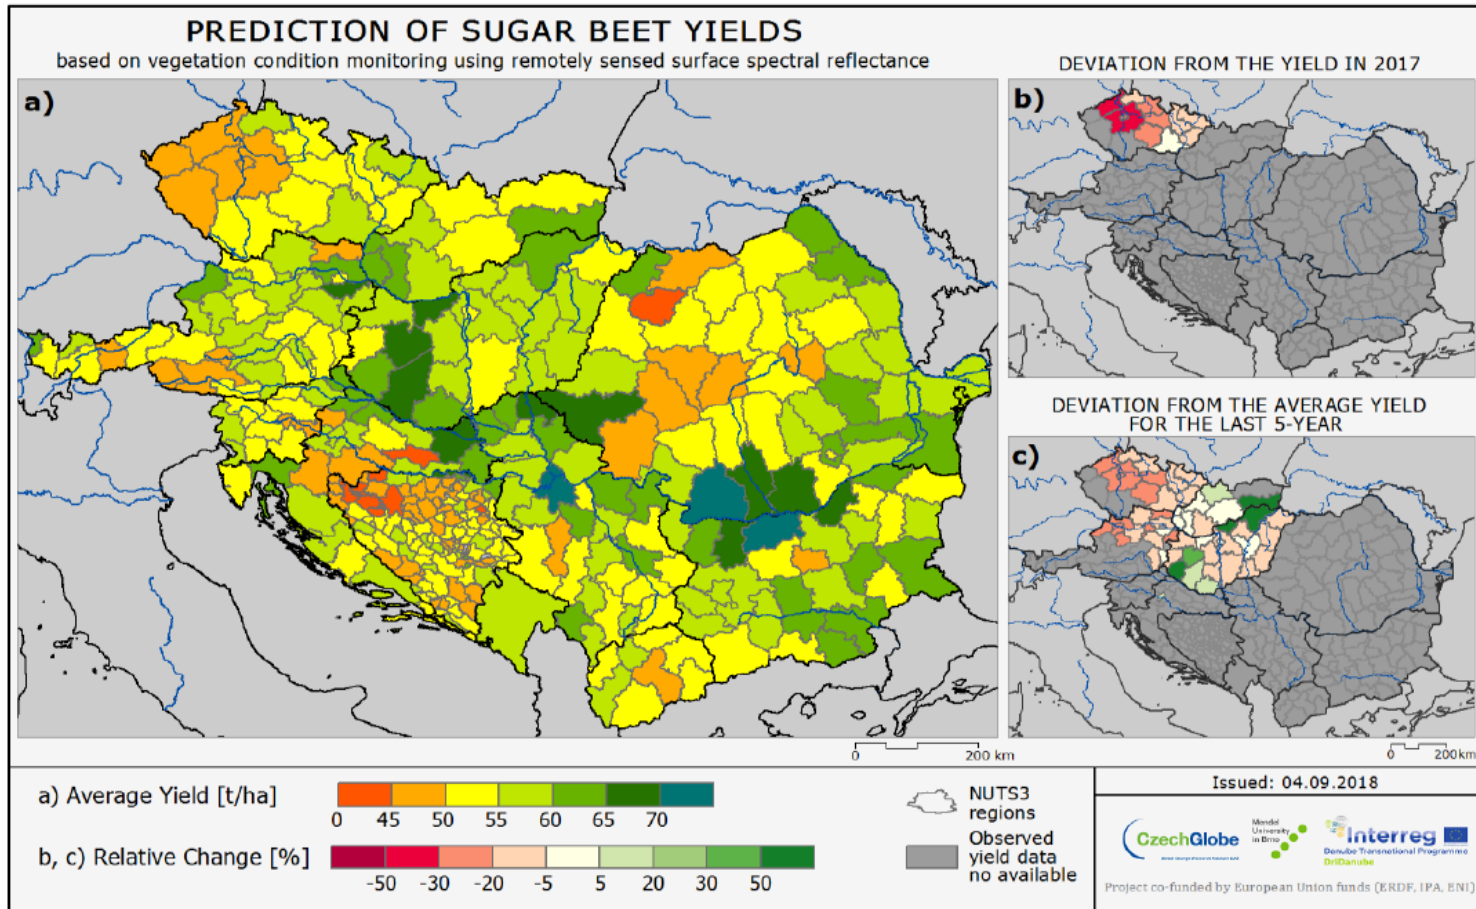 PREDICTION OF SUGAR BEET YIELDS
based on vegetation condition monitoring using remotely sensed surface spectral reflectance
a)
0 200 km
DEVIATION FROM THE YIELD IN 2017
b)
DEVIATION FROM THE AVERAGE YIELD
FOR THE LAST 5-YEAR
c)
0 200km
a) Average Yield [t/ha]
0 45 50 55 60 65 70
b, c) Relative Change [%]
-50 -30 -20 -5 5 20 30 50
NUTS3
regions
Observed
yield data
no available
Issued: 04.09.2018
CzechGlobe
Mendel
University
in Brno
Interreg
Danube Transnational Programme
DriDanube
Project co-funded by European Union funds (ERDF, IPA, ENI)